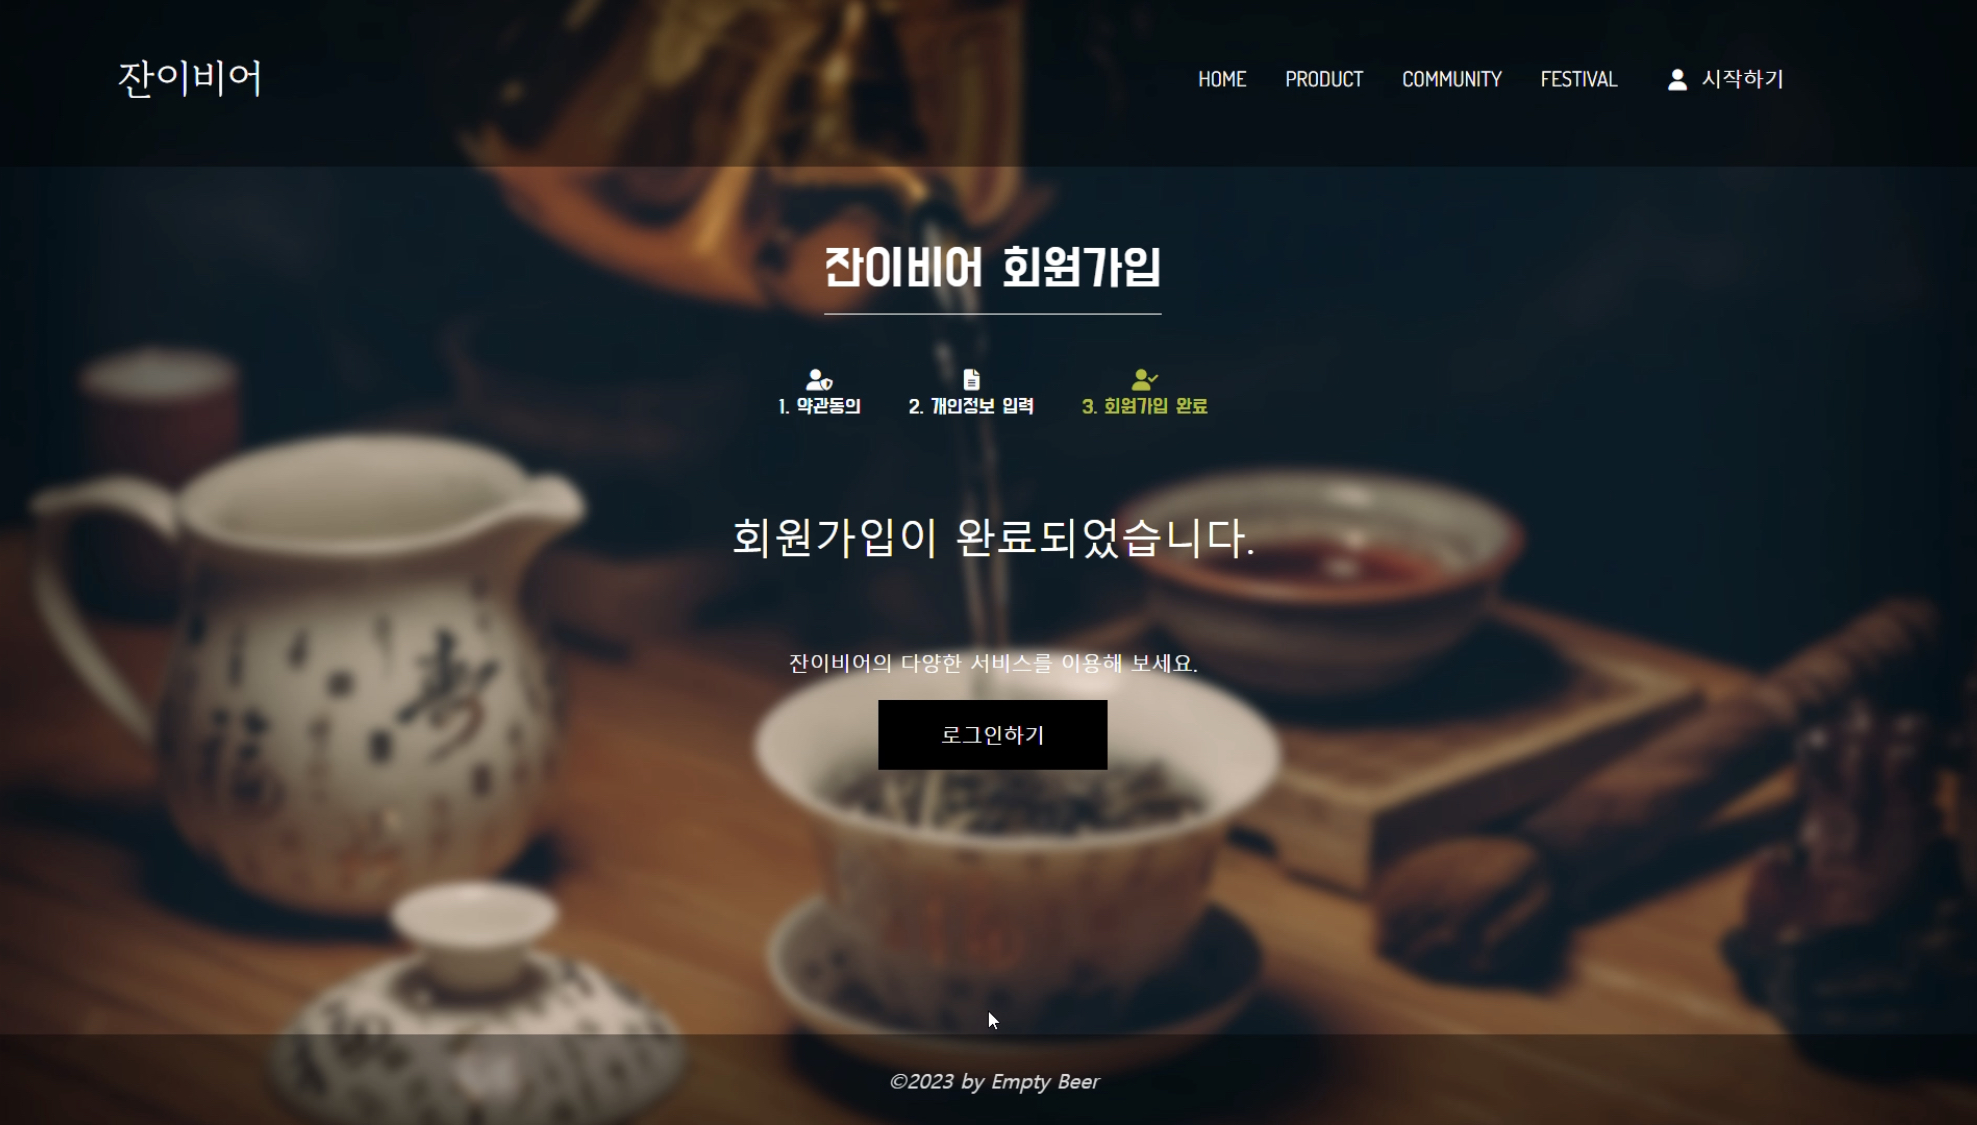 잔이비어
HOME PRODUCT COMMUNITY FESTIVAL 시작하기
잔이비어 회원가입
1. 약관동의 2. 개인정보 입력 3. 회원가입 완료
회원가입이 완료되었습니다.
잔이비어의 다양한 서비스를 이용해 보세요.
로그인하기
©2023 by Empty Beer